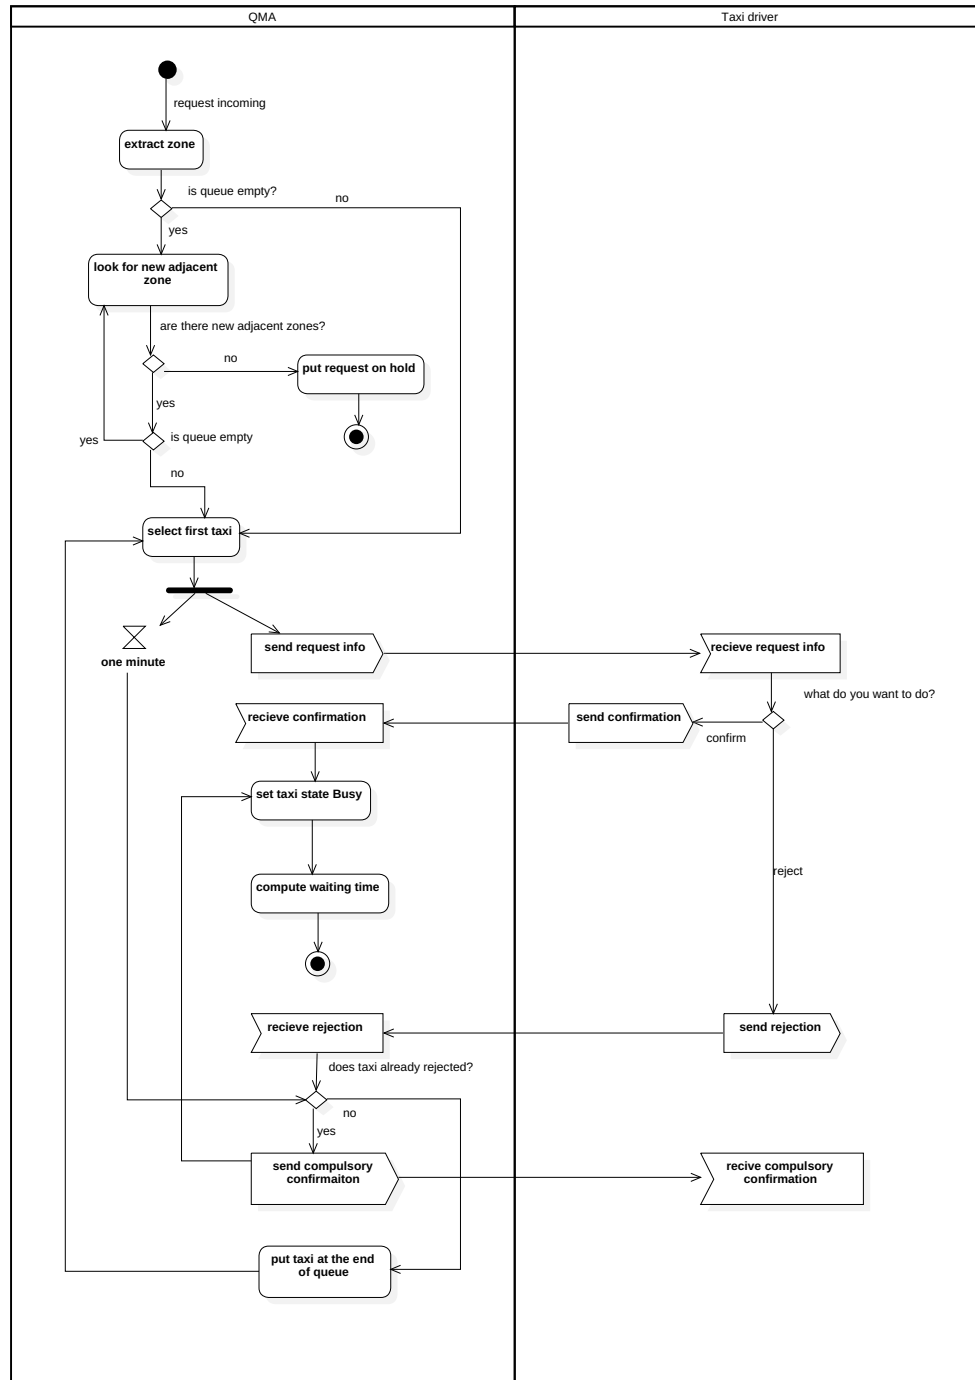 QMA
Taxi driver
request incoming
extract zone
is queue empty?
no
yes
look for new adjacent
zone
are there new adjacent zones?
no
put request on hold
yes
yes
is queue empty
no
select first taxi
one minute
send request info
recieve request info
what do you want to do?
recieve confirmation
send confirmation
confirm
set taxi state Busy
reject
compute waiting time
recieve rejection
send rejection
does taxi already rejected?
no
yes
send compulsory
confirmaiton
recive compulsory
confirmation
put taxi at the end
of queue